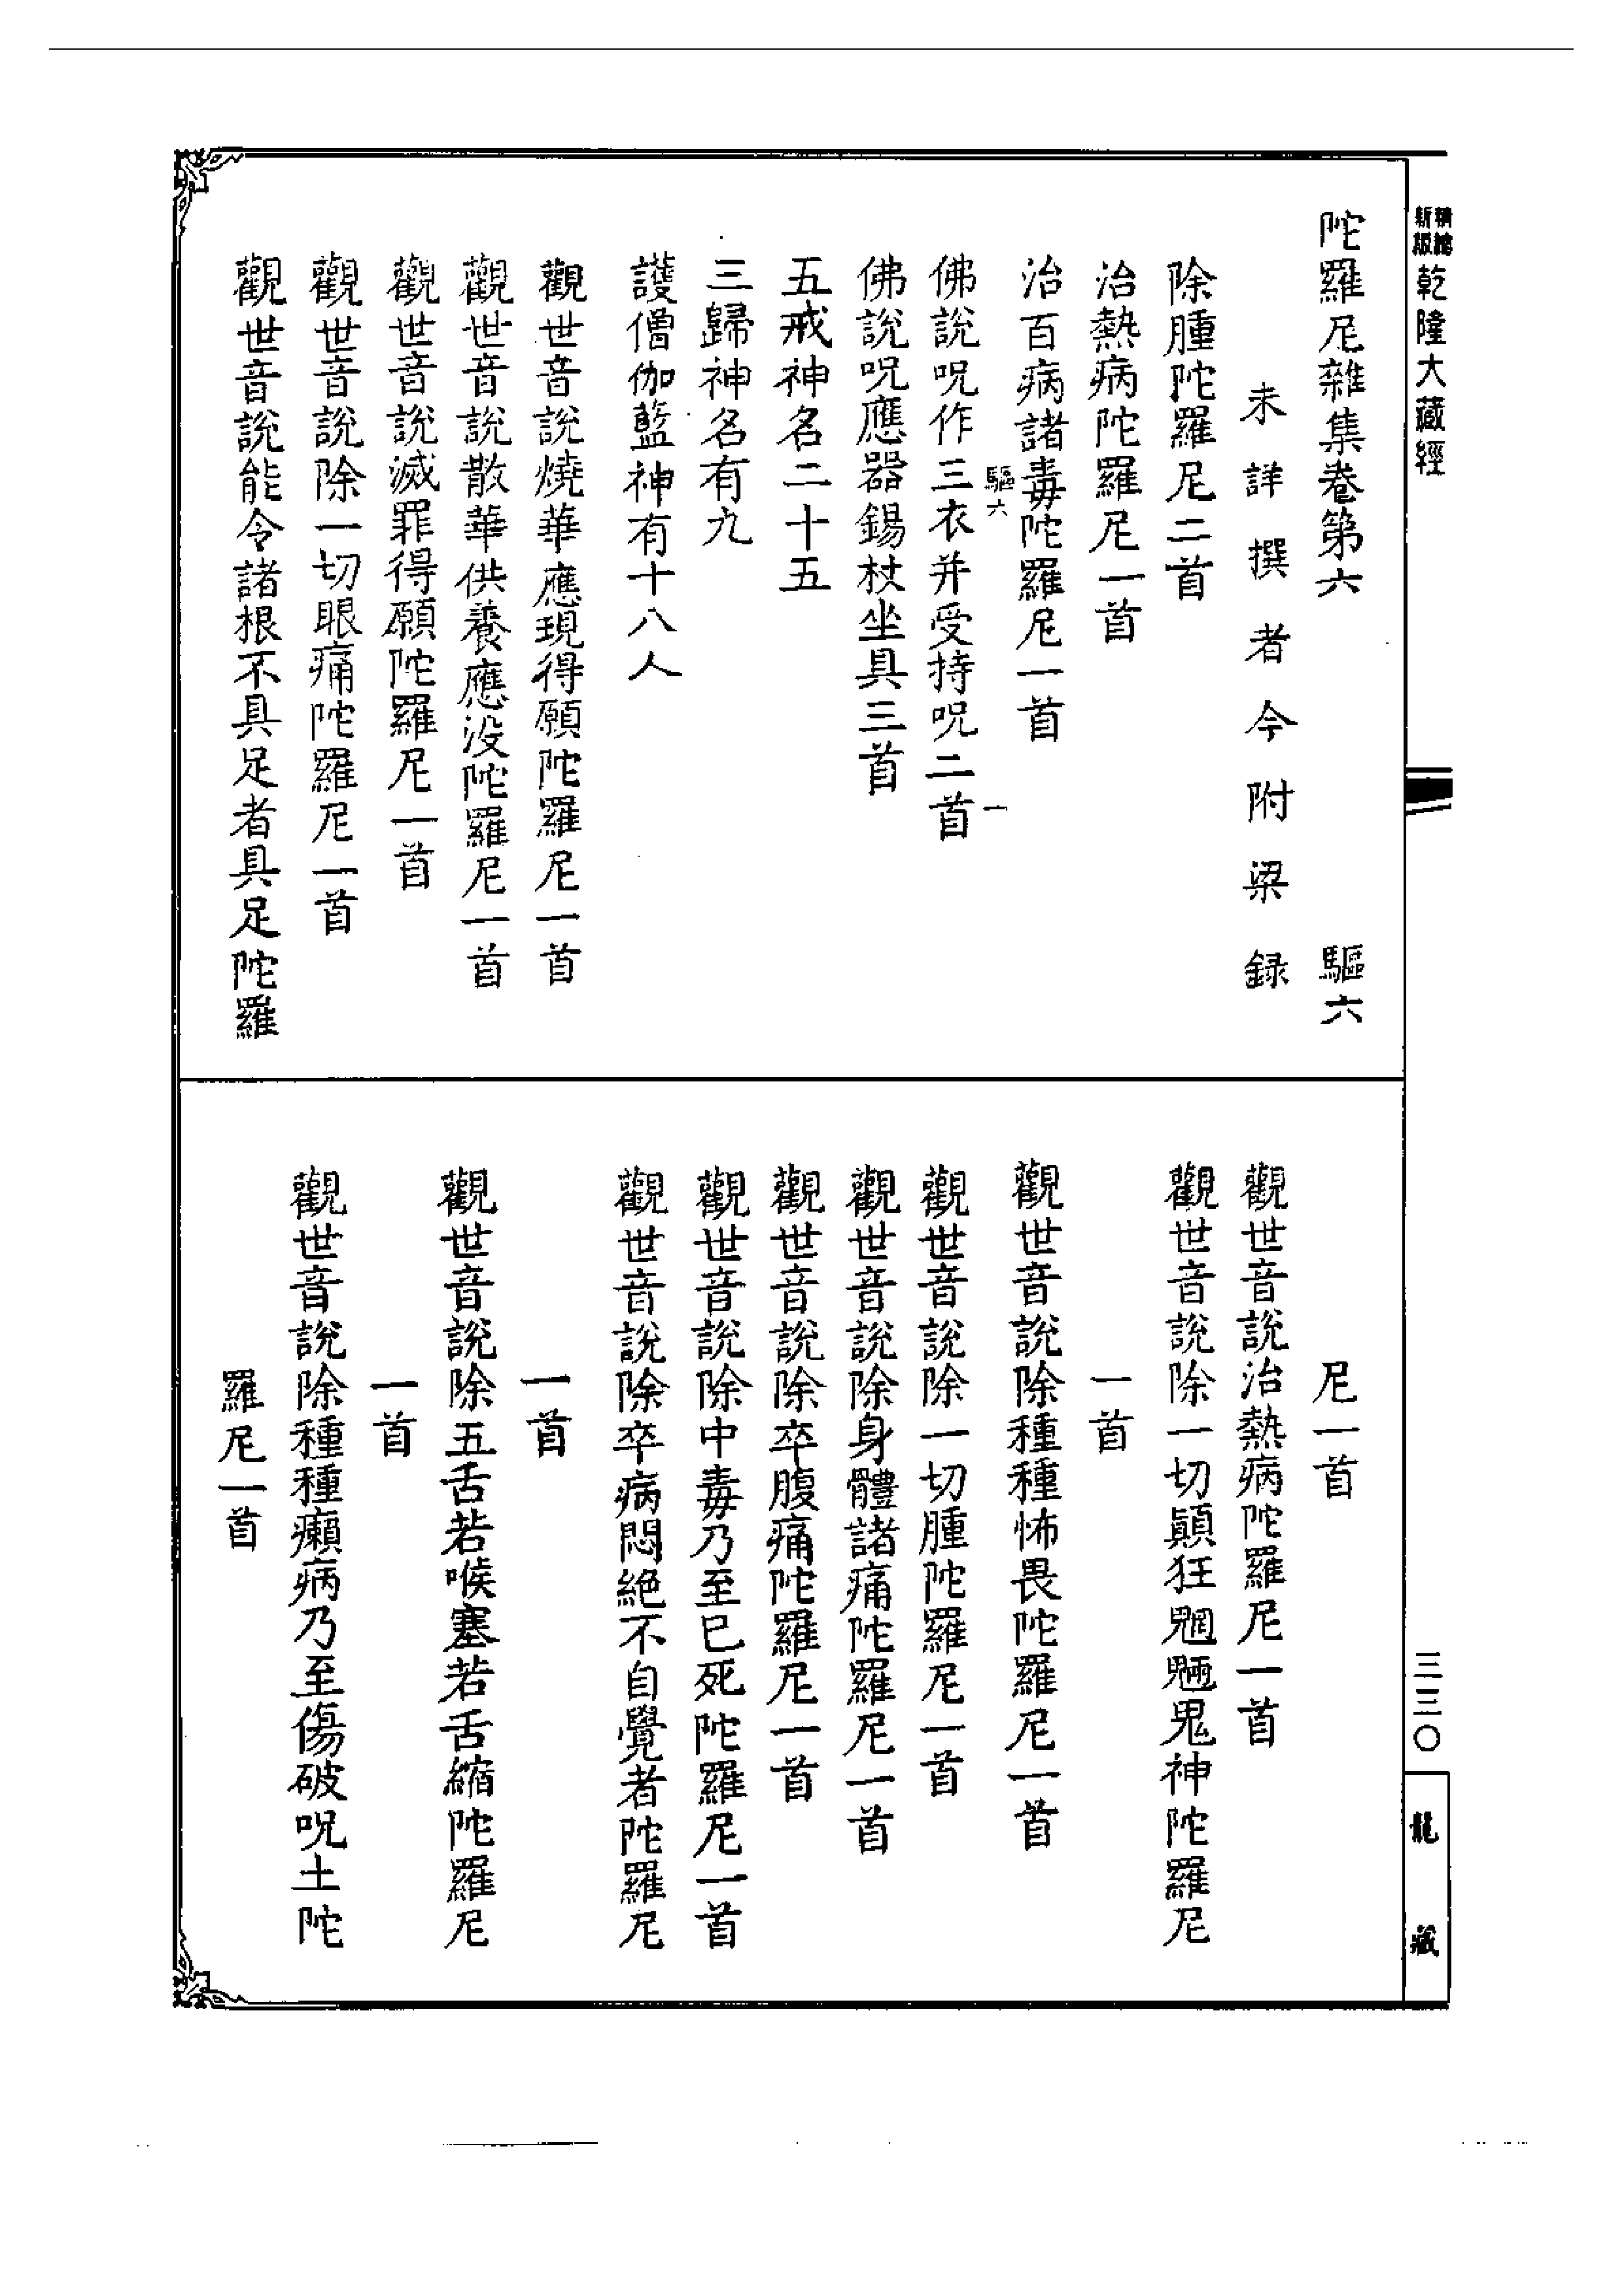 新版精縮乾隆大藏經
三三〇
龍藏
陀羅尼雜集卷第六 驅六
未詳撰者今附梁録
除腫陀羅尼二首
治熱病陀羅尼一首
治百病諸毒陀羅尼一首
驅六 一
佛說呪作三衣并受持呪二首
佛說呪應器錫杖坐具三首
五戒神名二十五
三歸神名有九
護僧伽藍神有十八人
觀世音說燒華應現得願陀羅尼一首
觀世音說散華供養應没陀羅尼一首
觀世音說滅罪得願陀羅尼一首
觀世音說除一切眼痛陀羅尼一首
觀世音說能令諸根不具足者具足陀羅
尼一首
觀世音說治熱病陀羅尼一首
觀世音說除一切顛狂魍魎鬼神陀羅尼
一首
觀世音說除種種怖畏陀羅尼一首
觀世音說除一切腫陀羅尼一首
觀世音說除身體諸痛陀羅尼一首
觀世音說除卒腹痛陀羅尼一首
觀世音說除中毒乃至已死陀羅尼一首
觀世音說除卒病悶絕不自覺者陀羅尼
一首
觀世音說除五舌若喉塞若舌縮陀羅尼
一首
觀世音說除種種癩病乃至傷破呪土陀
羅尼一首